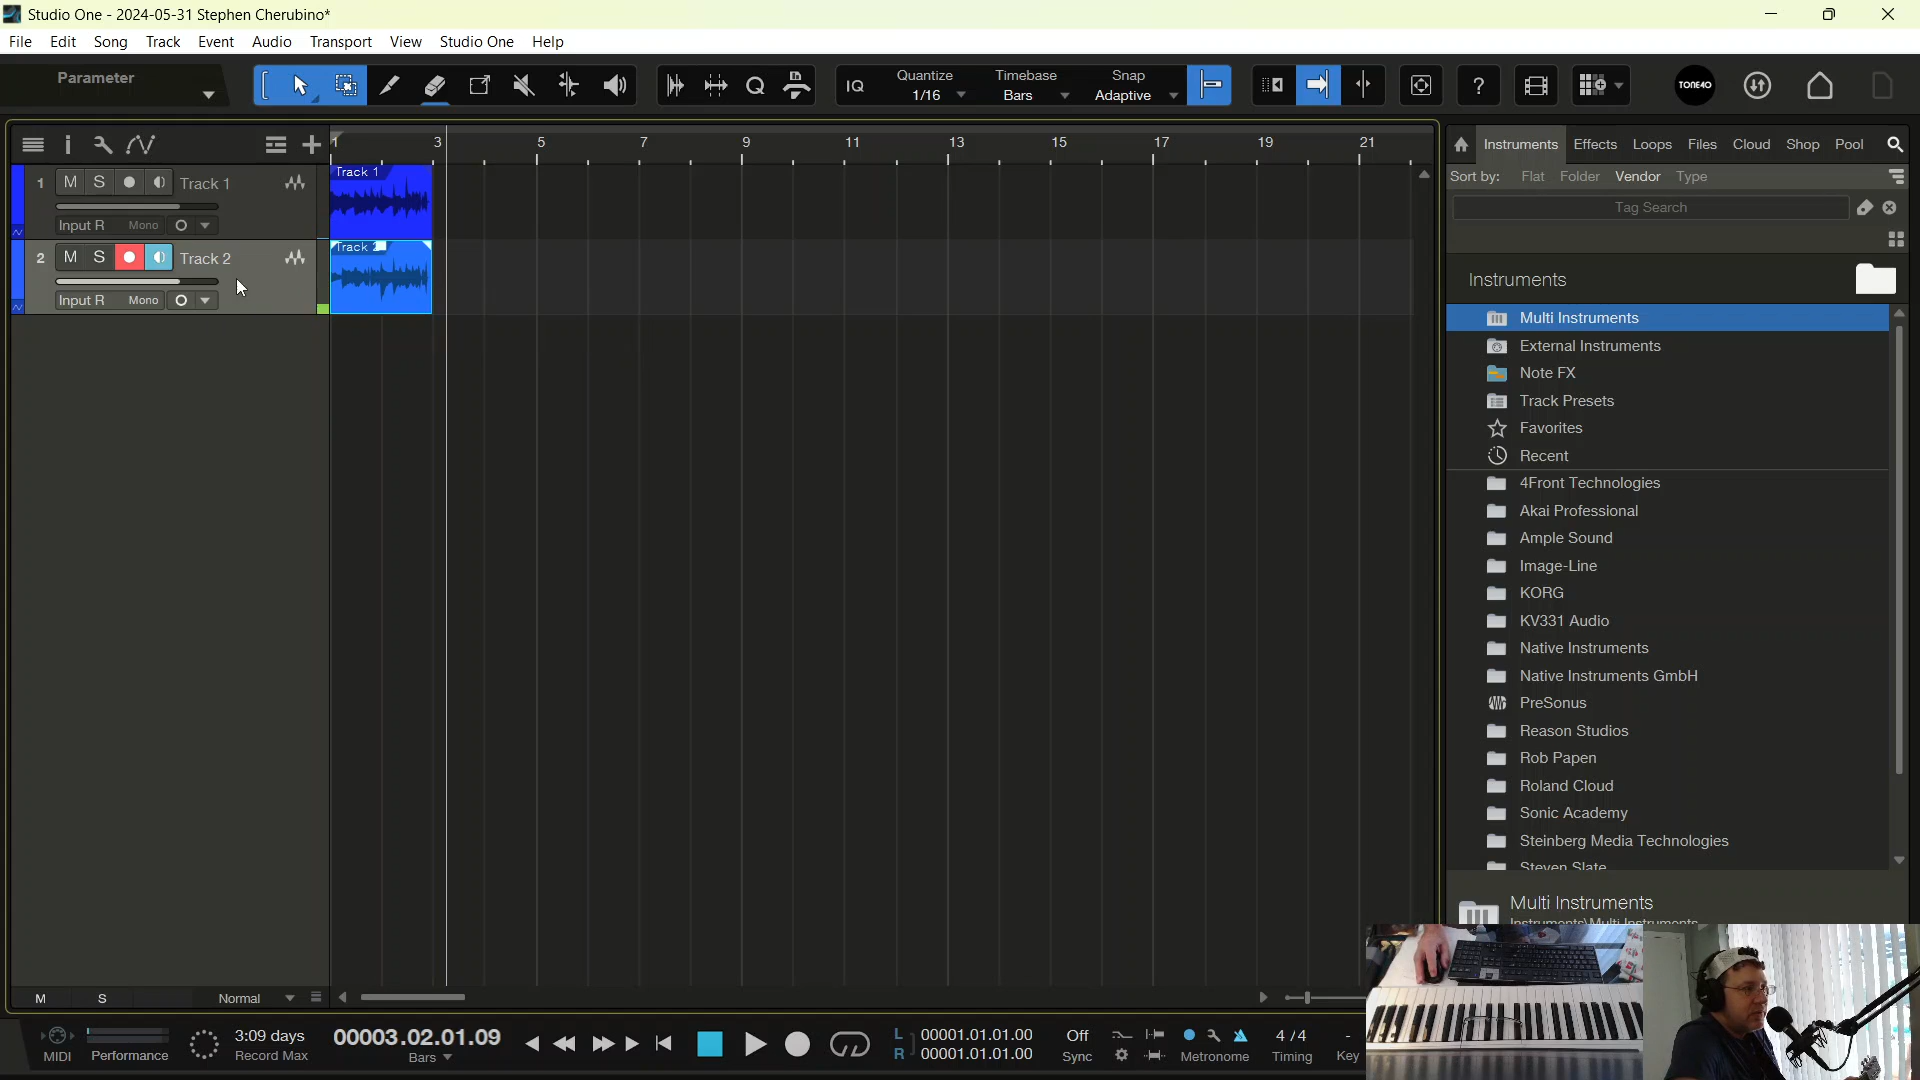 Studio One - 2024-05-31 Stephen Cherubino*
File Edit Song Track Event Audio Transport View Studio One Help
Parameter
IQ
Quantize
1/16
Timebase
Bars
Snap
Adaptive
?
TONE40
1 3 5 7 9 11 13 15 17 19 21
1 M S Track 1
Input R Mono
Track 1
2 M S Track 2
Input R Mono
Track 2
Instruments Effects Loops Files Cloud Shop Pool
Sort by: Flat Folder Vendor Type
Tag Search
Instruments
Multi Instruments
External Instruments
Note FX
Track Presets
Favorites
Recent
4Front Technologies
Akai Professional
Ample Sound
Image-Line
KORG
KV331 Audio
Native Instruments
Native Instruments GmbH
PreSonus
Reason Studios
Rob Papen
Roland Cloud
Sonic Academy
Steinberg Media Technologies
Steven Slate
Multi Instruments
Instruments\Multi Instruments
M S Normal
MIDI
Performance
3:09 days
Record Max
00003.02.01.09
Bars
L 00001.01.01.00
R 00001.01.01.00
Off
Sync
Metronome
4 / 4
Timing
-
Key